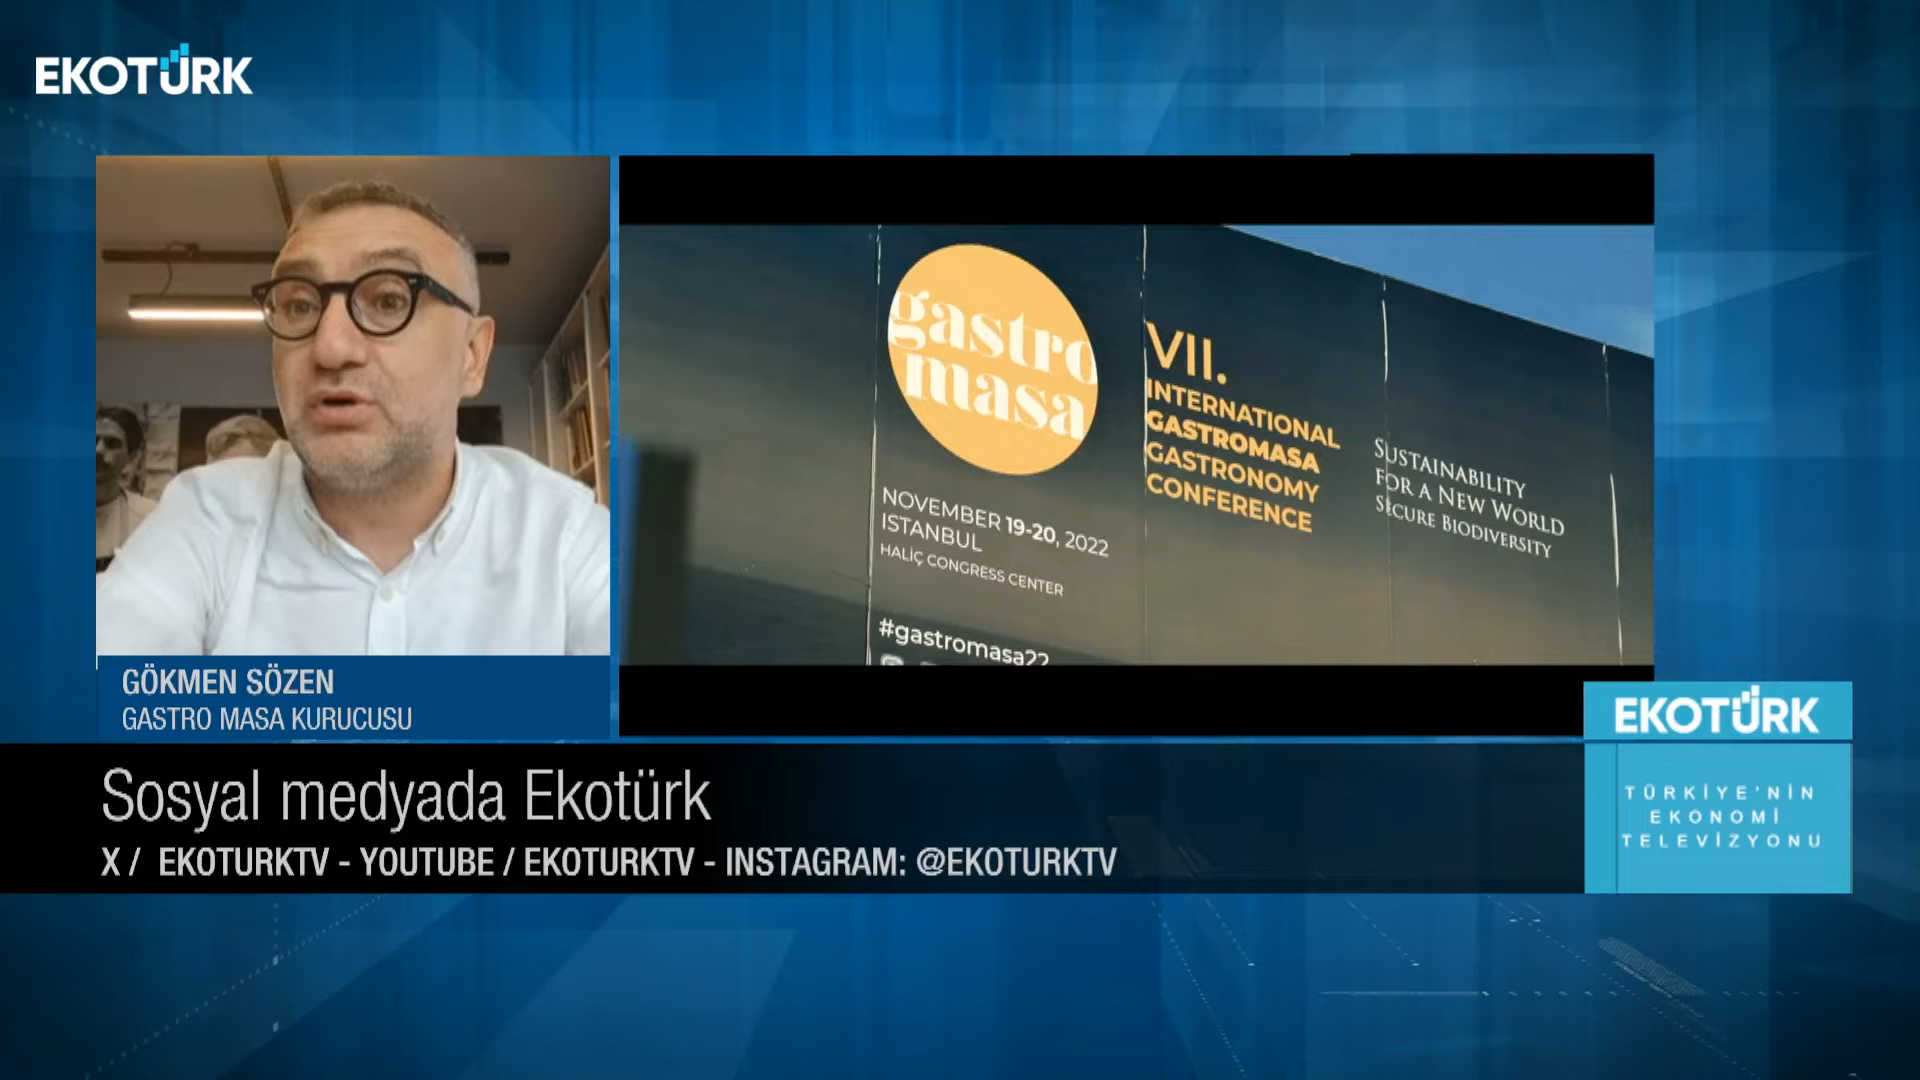 EKOTÜRK
gastro
masa
VII.
INTERNATIONAL
GASTROMASA
GASTRONOMY
CONFERENCE
SUSTAINABILITY
FOR A NEW WORLD
SECURE BIODIVERSITY
NOVEMBER 19-20, 2022
ISTANBUL
HALİÇ CONGRESS CENTER
#gastromasa22
GÖKMEN SÖZEN
GASTRO MASA KURUCUSU
EKOTÜRK
TÜRKİYE'NİN
EKONOMİ
TELEVİZYONU
Sosyal medyada Ekotürk
X / EKOTURKTV - YOUTUBE / EKOTURKTV - INSTAGRAM: @EKOTURKTV